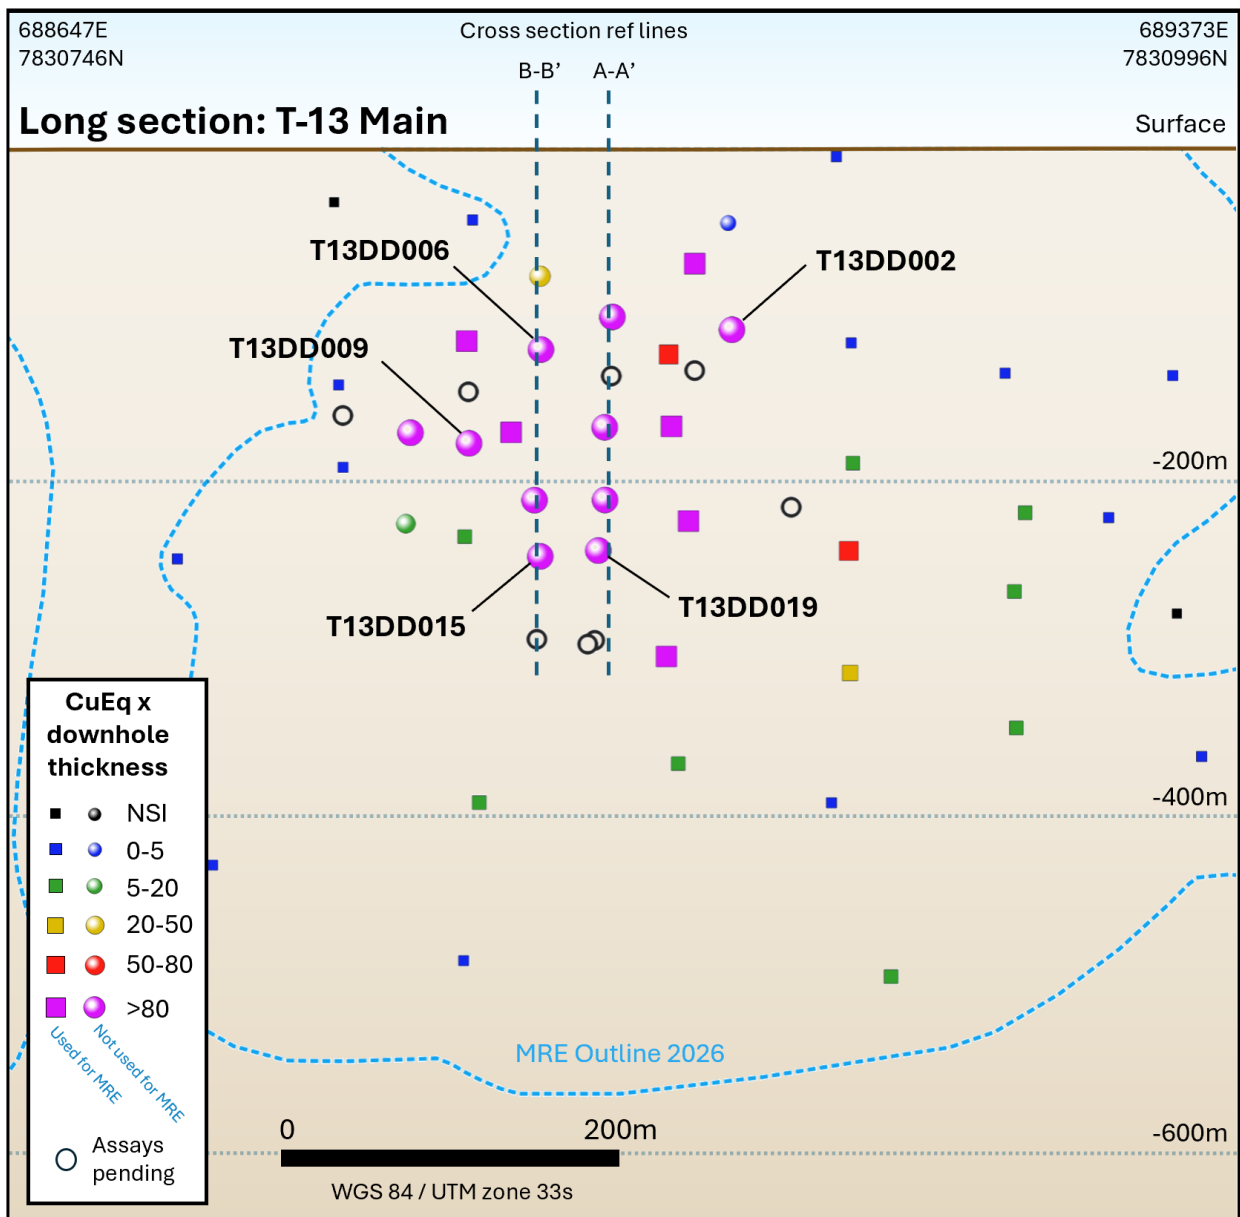 688647E
7830746N
Cross section ref lines
689373E
7830996N
B-B’
A-A’
Long section: T-13 Main
Surface
T13DD006
T13DD002
T13DD009
-200m
T13DD015
T13DD019
CuEq x
downhole
thickness
NSI
0-5
5-20
20-50
50-80
>80
Used for MRE
Not used for MRE
Assays
pending
-400m
MRE Outline 2026
0
200m
-600m
WGS 84 / UTM zone 33s